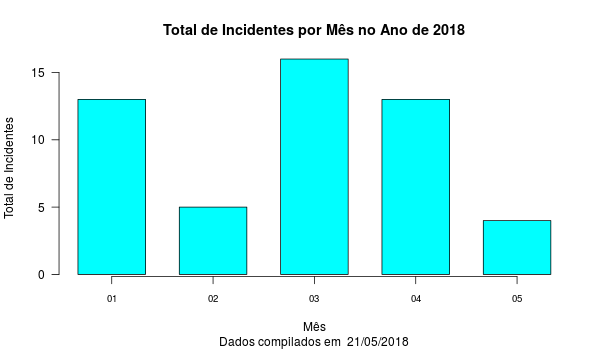 Total de Incidentes por Mês no Ano de 2018
Total de Incidentes
15
10
5
0
01 02 03 04 05
Mês
Dados compilados em 21/05/2018